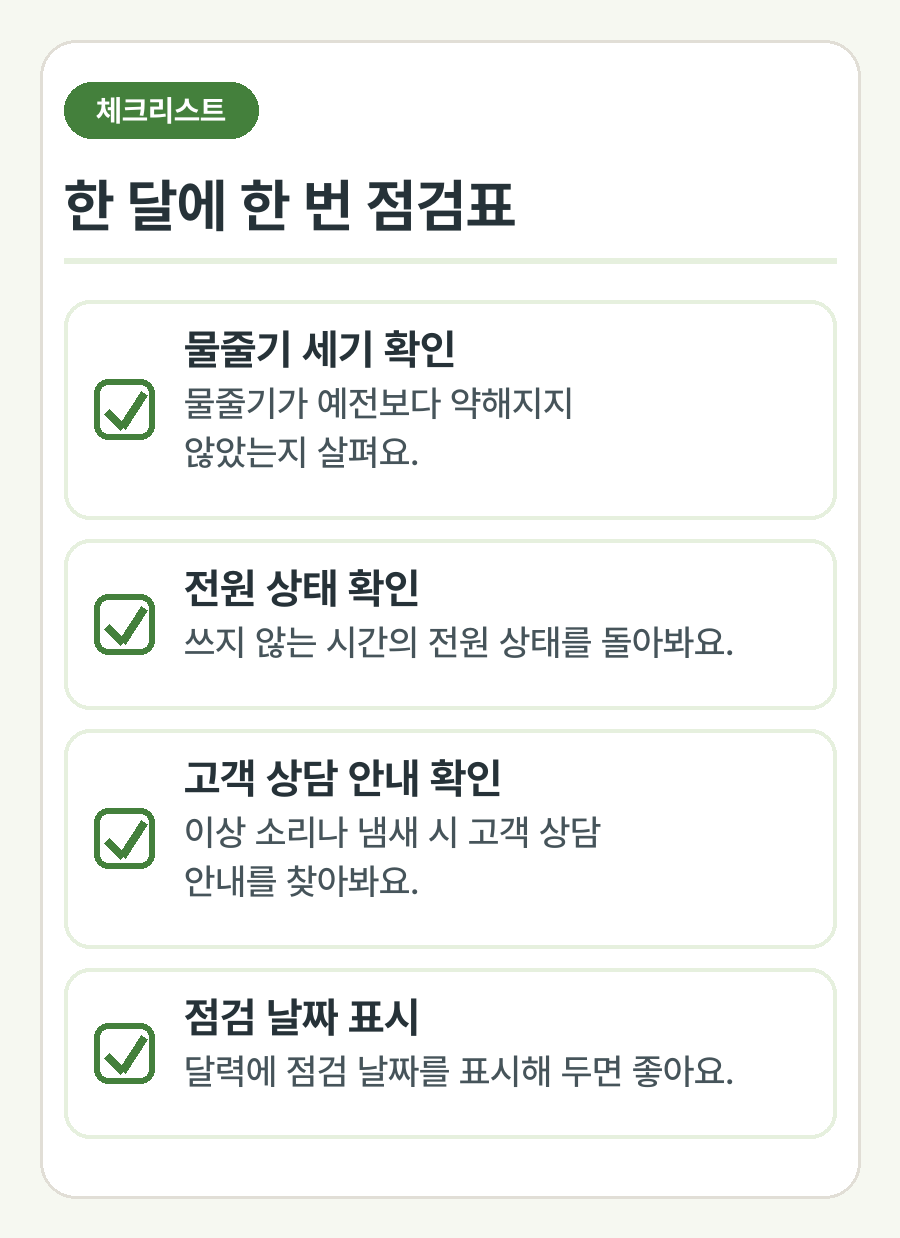 체크리스트
한 달에 한 번 점검표
물줄기 세기 확인
물줄기가 예전보다 약해지지
않았는지 살펴요.
전원 상태 확인
쓰지 않는 시간의 전원 상태를 돌아봐요.
고객 상담 안내 확인
이상 소리나 냄새 시 고객 상담
안내를 찾아봐요.
점검 날짜 표시
달력에 점검 날짜를 표시해 두면 좋아요.